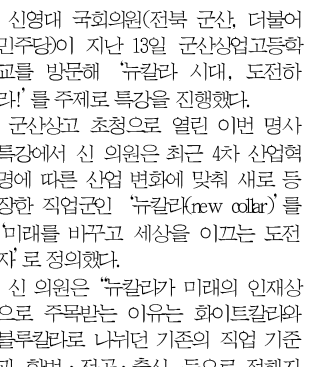 신영대 국회의원(전북 군산, 더불어
민주당)이 지난 13일 군산상업고등학
교를 방문해 ‘뉴칼라 시대, 도전하
라!’를 주제로 특강을 진행했다.
군산상고 초청으로 열린 이번 명사
특강에서 신 의원은 최근 4차 산업혁
명에 따른 산업 변화에 맞춰 새로 등
장한 직업군인 ‘뉴칼라(new collar)’를
‘미래를 바꾸고 세상을 이끄는 도전
자’로 정의했다.
신 의원은 “뉴칼라가 미래의 인재상
으로 주목받는 이유는 화이트칼라와
블루칼라로 나뉘던 기존의 직업 기준